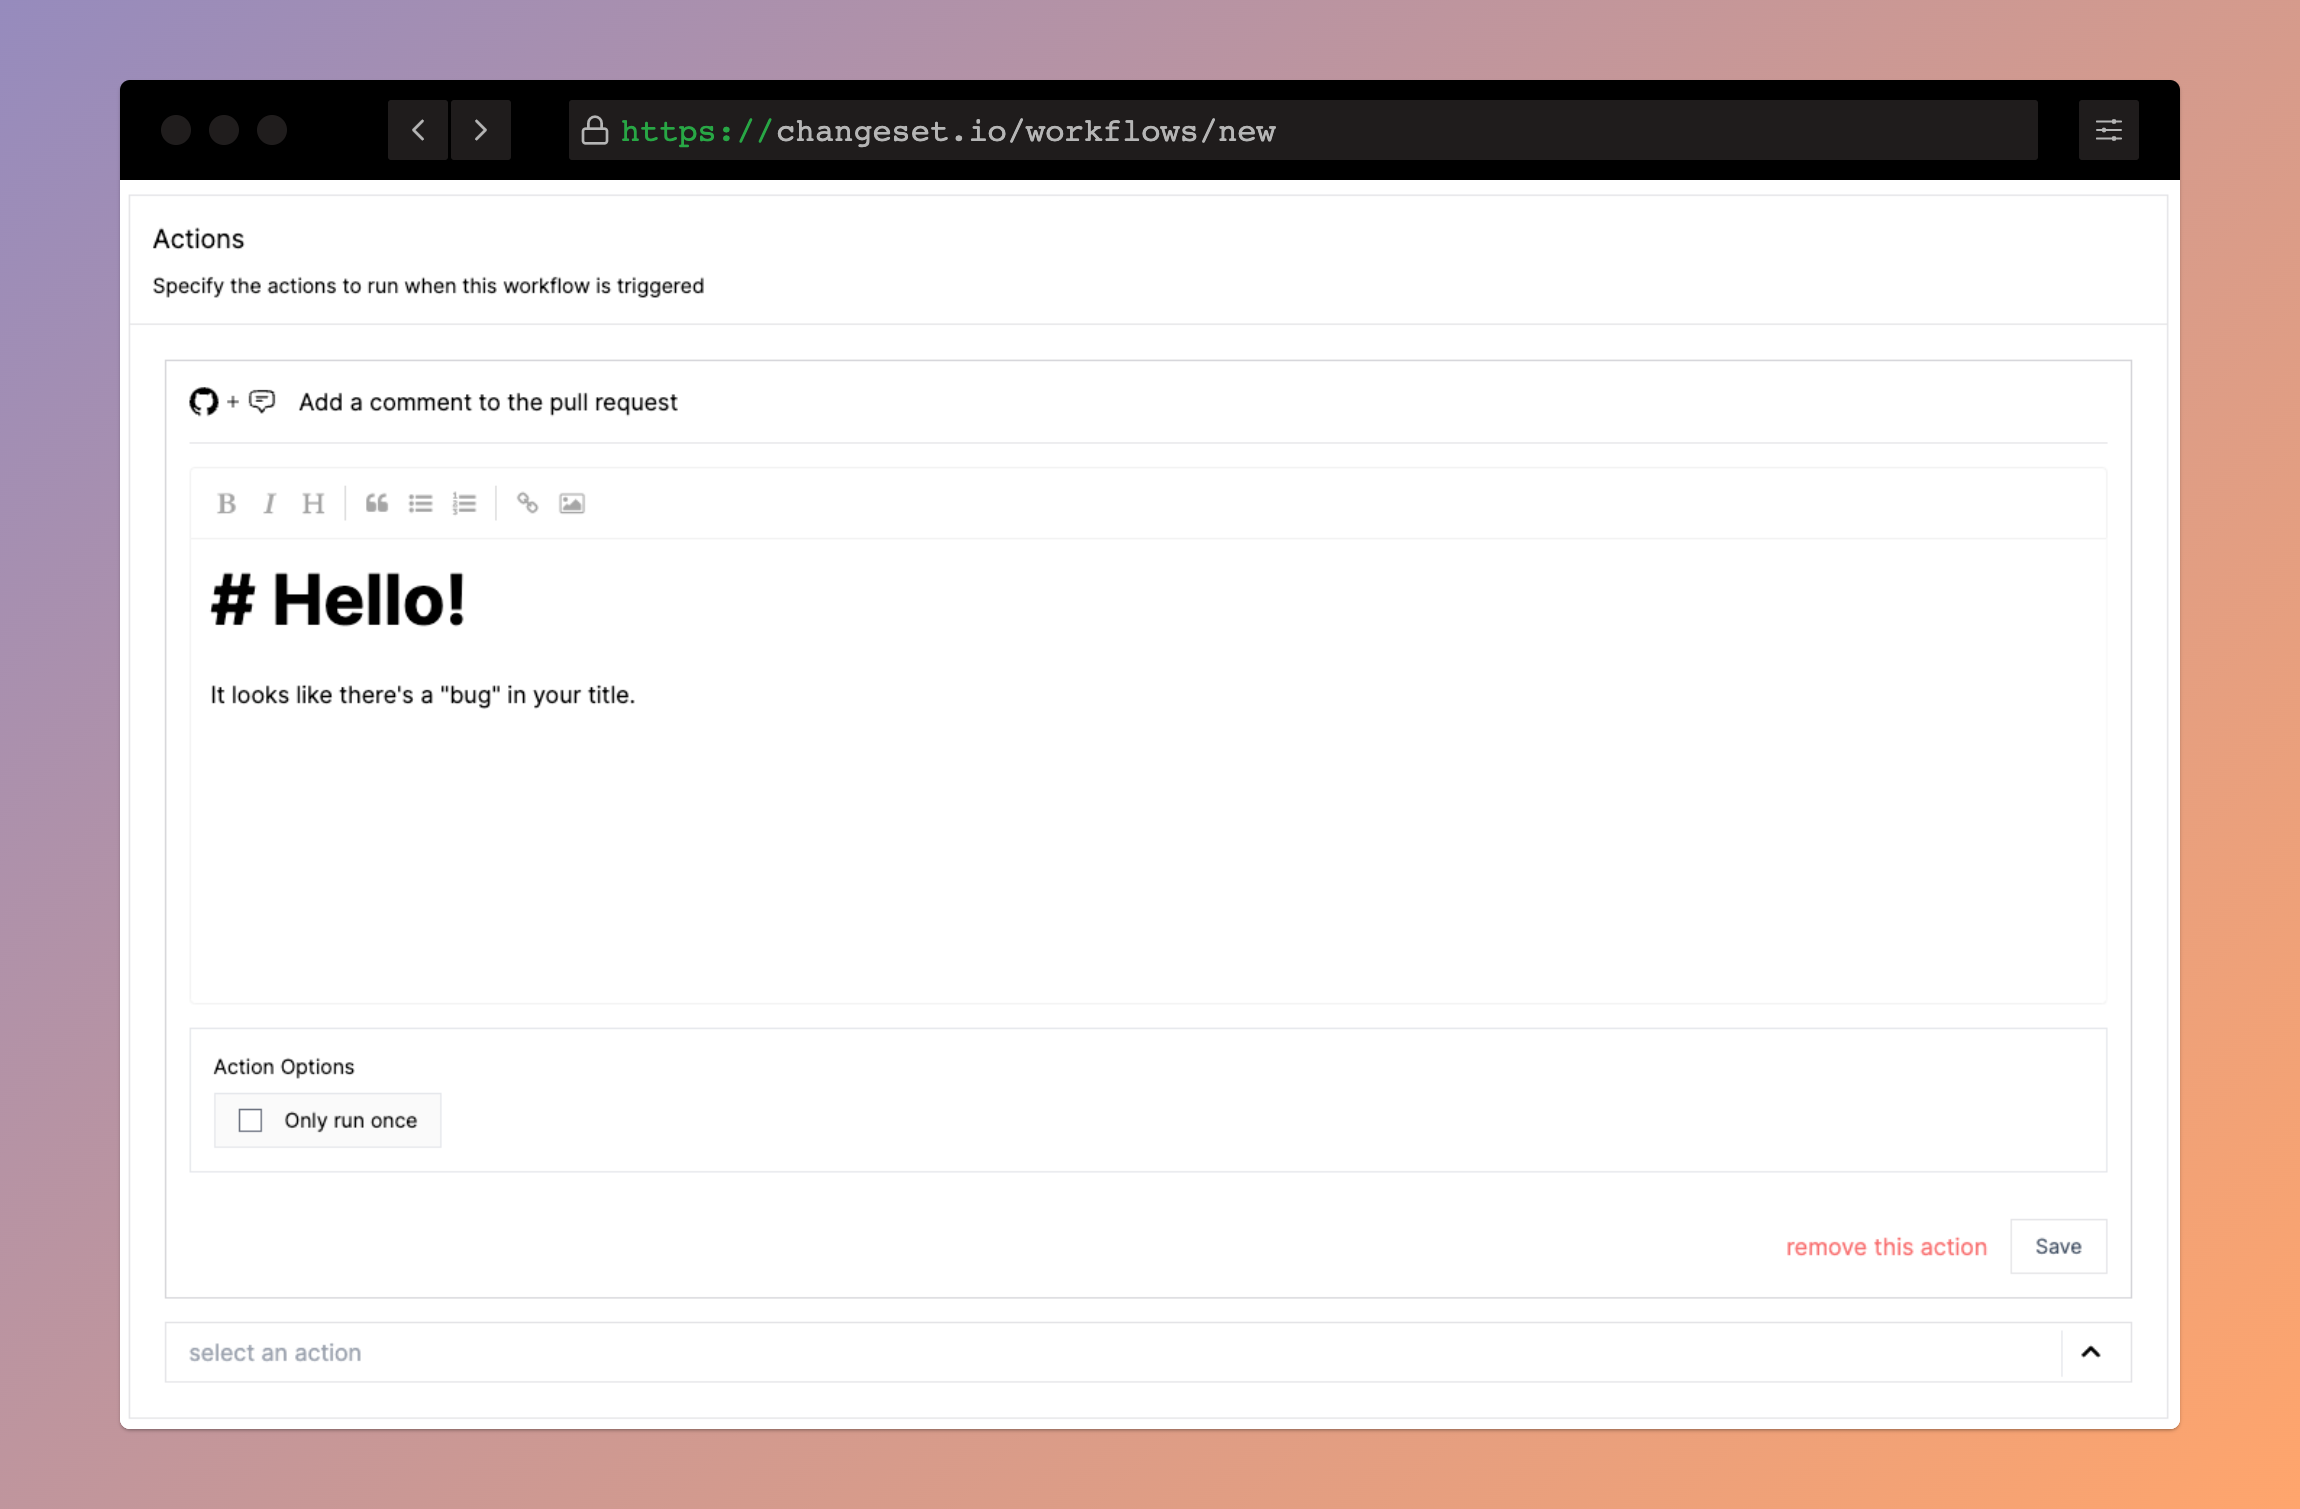 https://changeset.io/workflows/new
Actions
Specify the actions to run when this workflow is triggered
+ Add a comment to the pull request
B I H
# Hello!
It looks like there's a "bug" in your title.
Action Options
Only run once
remove this action Save
select an action